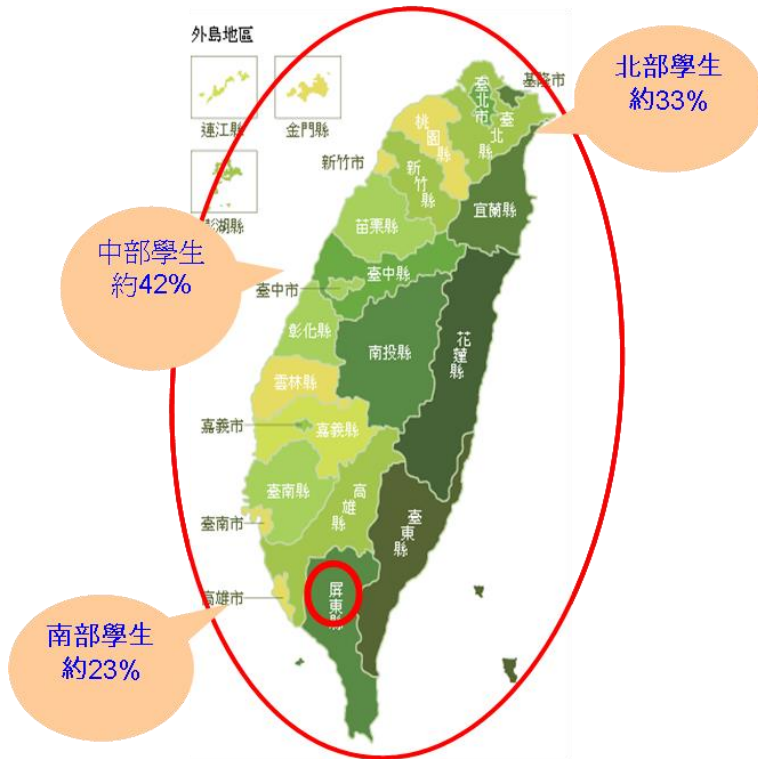 外島地區
連江縣
金門縣
澎湖縣
北部學生
約33%
基隆市
臺北市
臺北縣
桃園縣
新竹市
新竹縣
宜蘭縣
苗栗縣
中部學生
約42%
臺中縣
臺中市
彰化縣
南投縣
花蓮縣
雲林縣
嘉義市
嘉義縣
臺南縣
高雄縣
臺東縣
臺南市
高雄市
屏東縣
南部學生
約23%